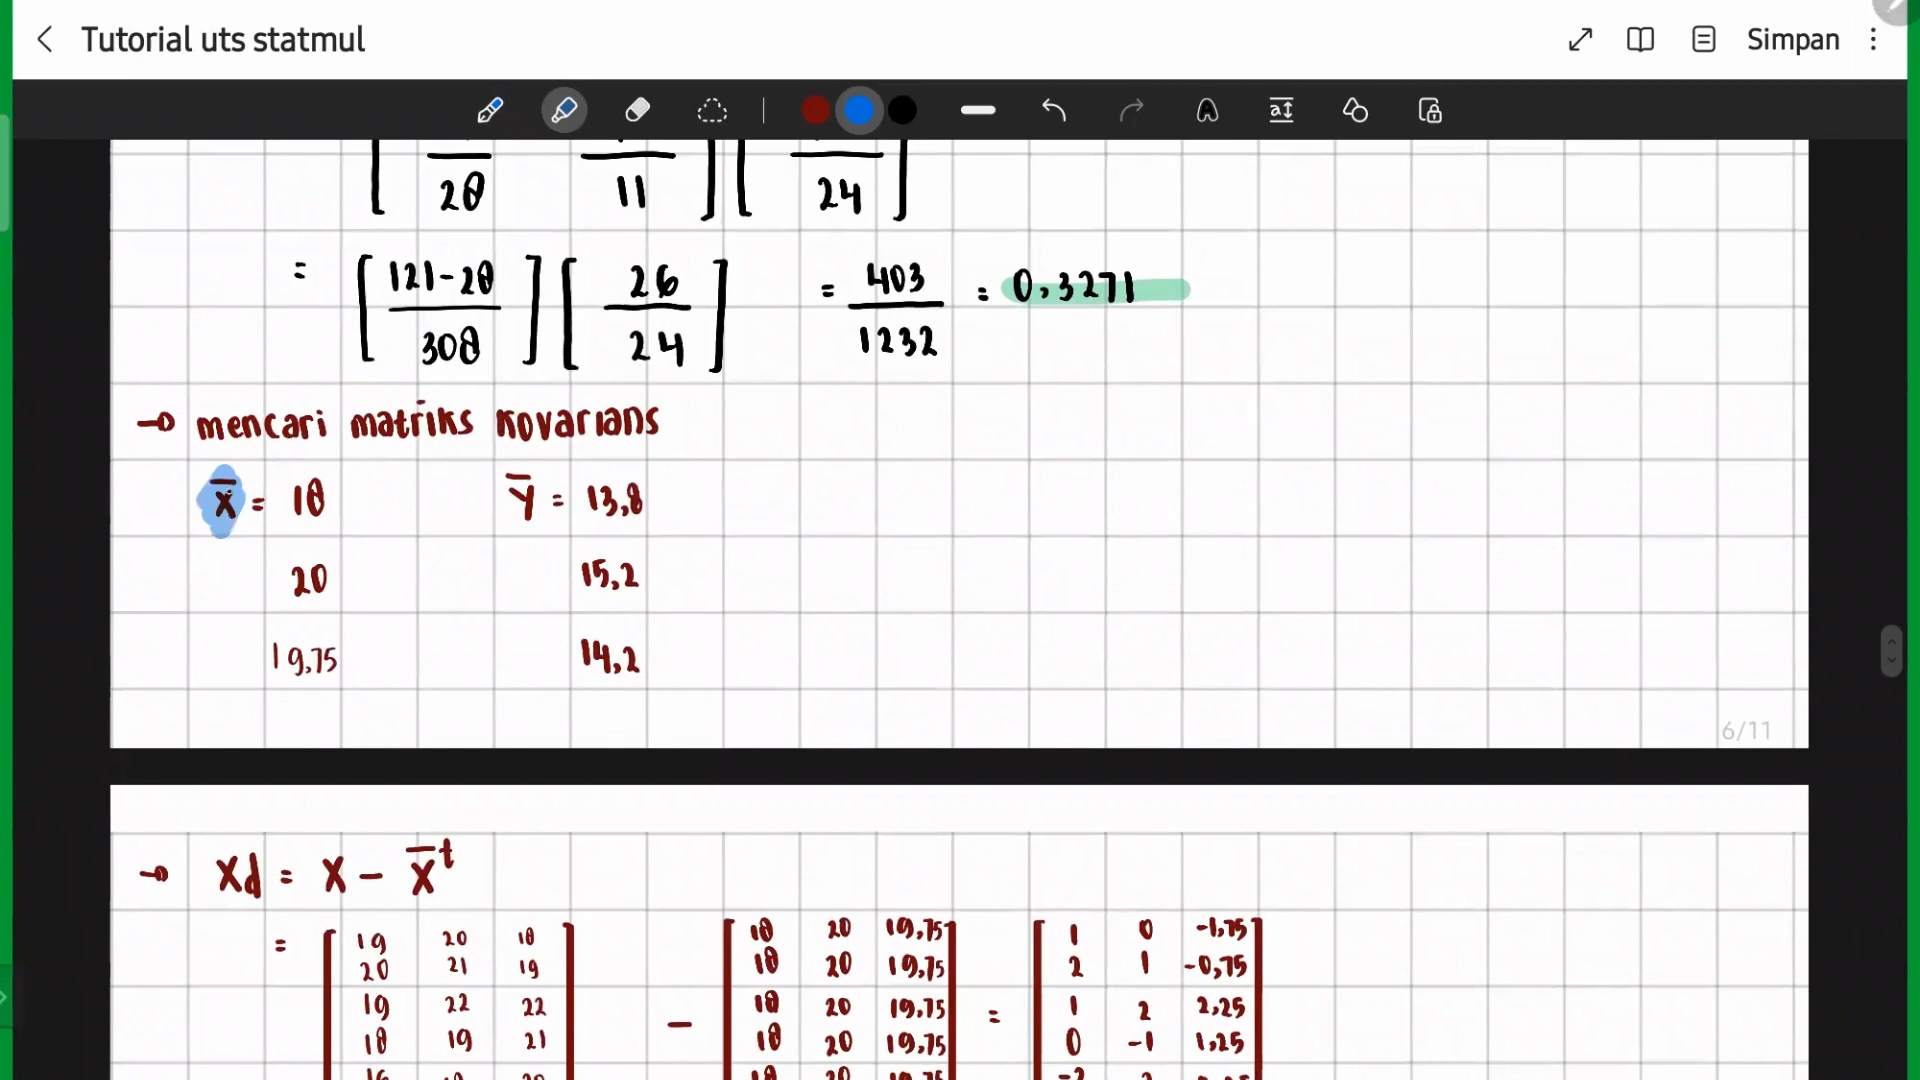 Tutorial uts statmul
Simpan
28 11 24
= [121-28 / 308] [26 / 24] = 403 / 1232 = 0,3271
→ mencari matriks kovarians
X̄ = 18 Ȳ = 13,8
20 15,2
19,75 14,2
6/11
→ Xd = X - X̄ᵗ
= [19 20 18] [18 20 19,75] [1 0 -1,75]
20 21 19 18 20 19,75 2 1 -0,75
19 22 22 - 18 20 19,75 = 1 2 2,25
18 19 21 18 20 19,75 0 -1 1,25